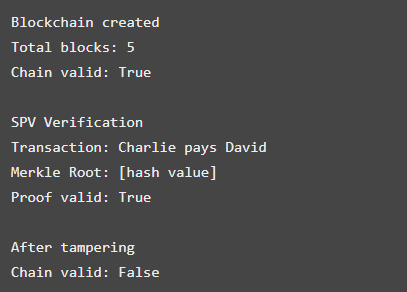 Blockchain created
Total blocks: 5
Chain valid: True
SPV Verification
Transaction: Charlie pays David
Merkle Root: [hash value]
Proof valid: True
After tampering
Chain valid: False